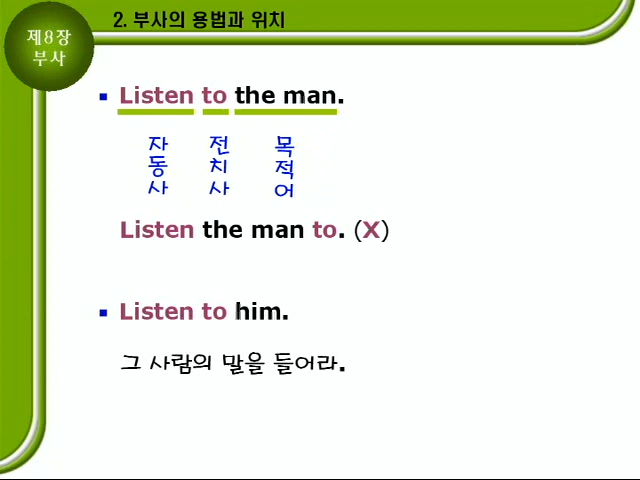 제8장
부사
2. 부사의 용법과 위치
Listen to the man.
자동사 전치사 목적어
Listen the man to. (X)
Listen to him.
그 사람의 말을 들어라.